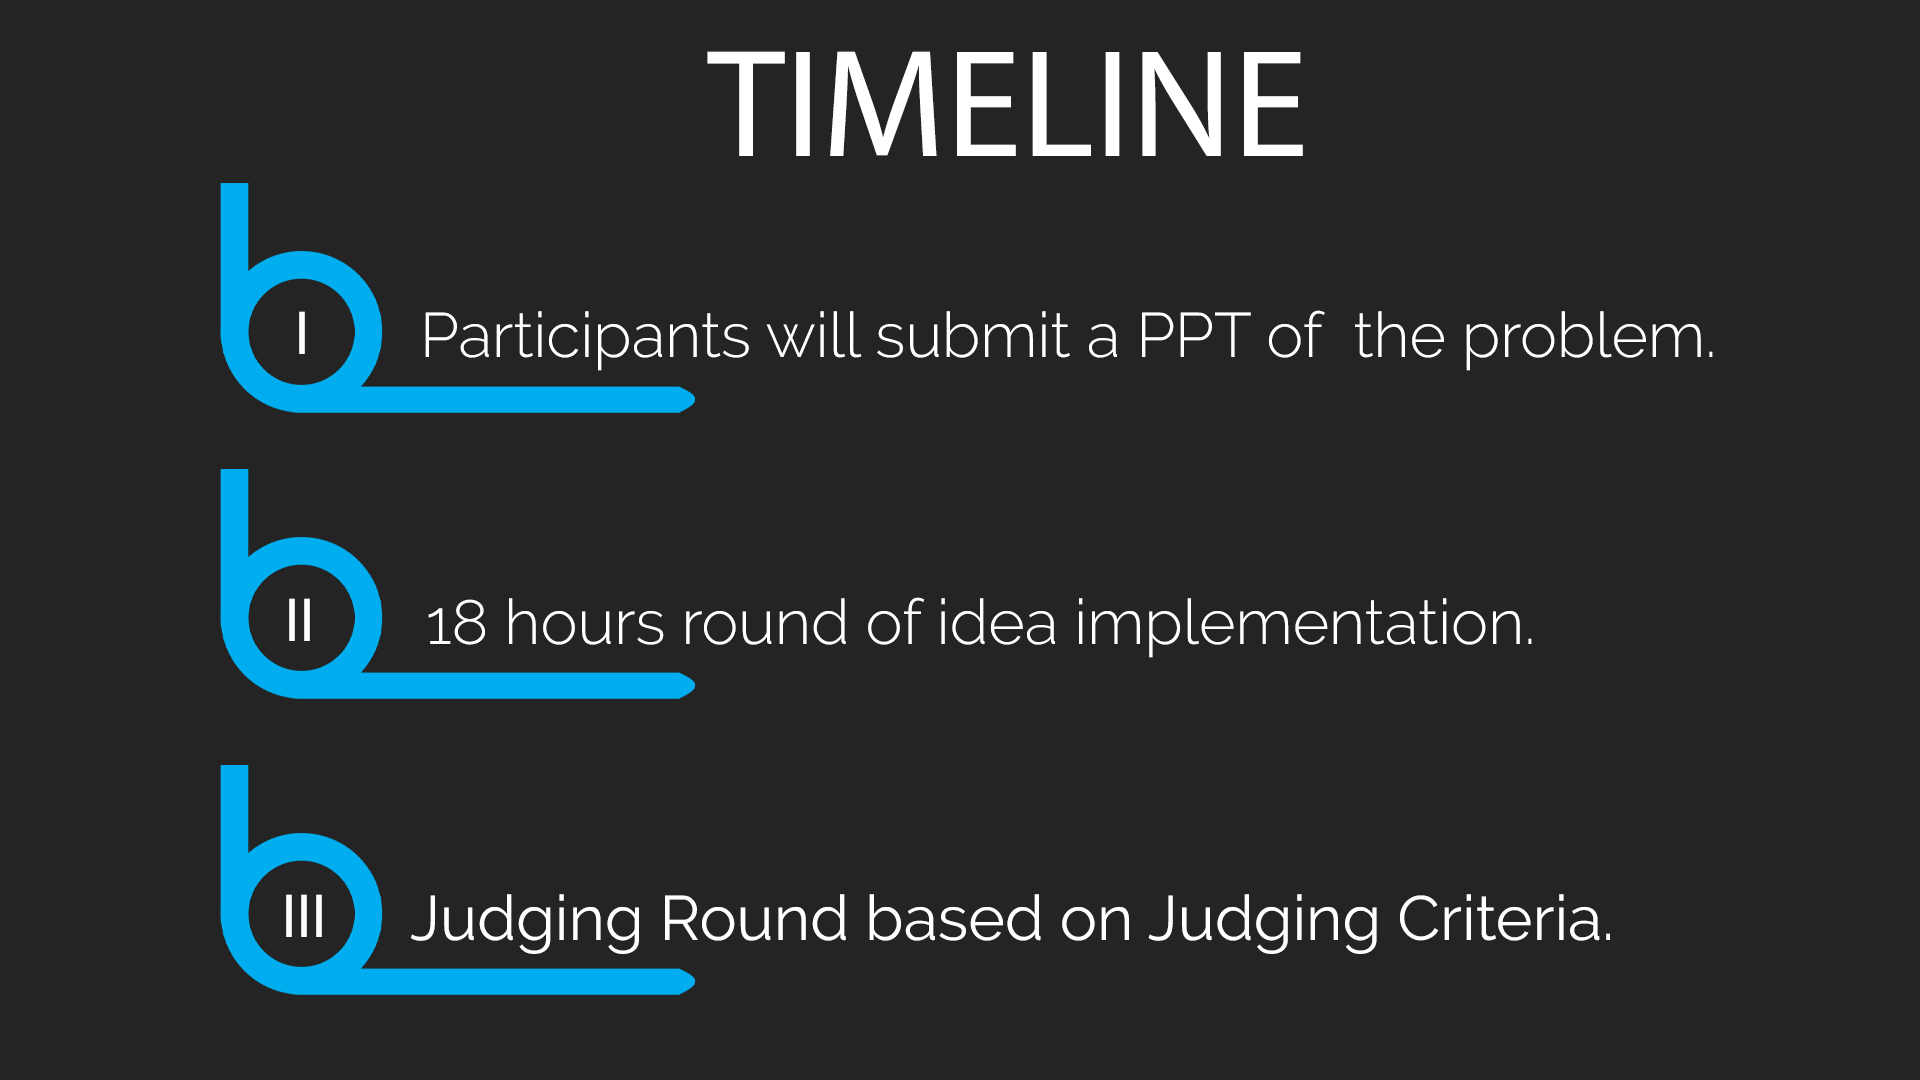 TIMELINE
I
Participants will submit a PPT of  the problem.
II
18 hours round of idea implementation.
III
Judging Round based on Judging Criteria.